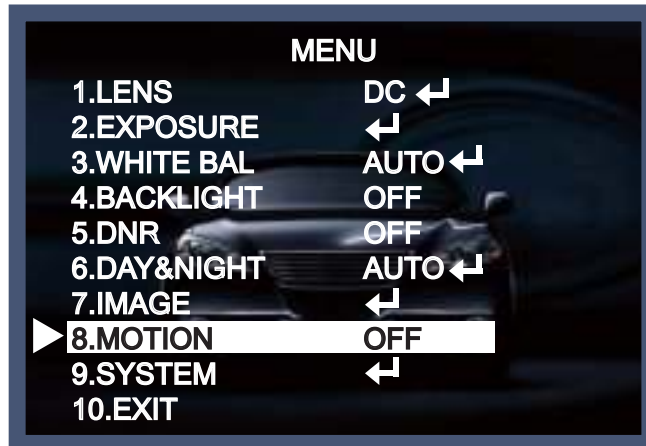 MENU
1.LENS DC ↵
2.EXPOSURE ↵
3.WHITE BAL AUTO↵
4.BACKLIGHT OFF
5.DNR OFF
6.DAY&NIGHT AUTO↵
7.IMAGE ↵
8.MOTION OFF
9.SYSTEM ↵
10.EXIT